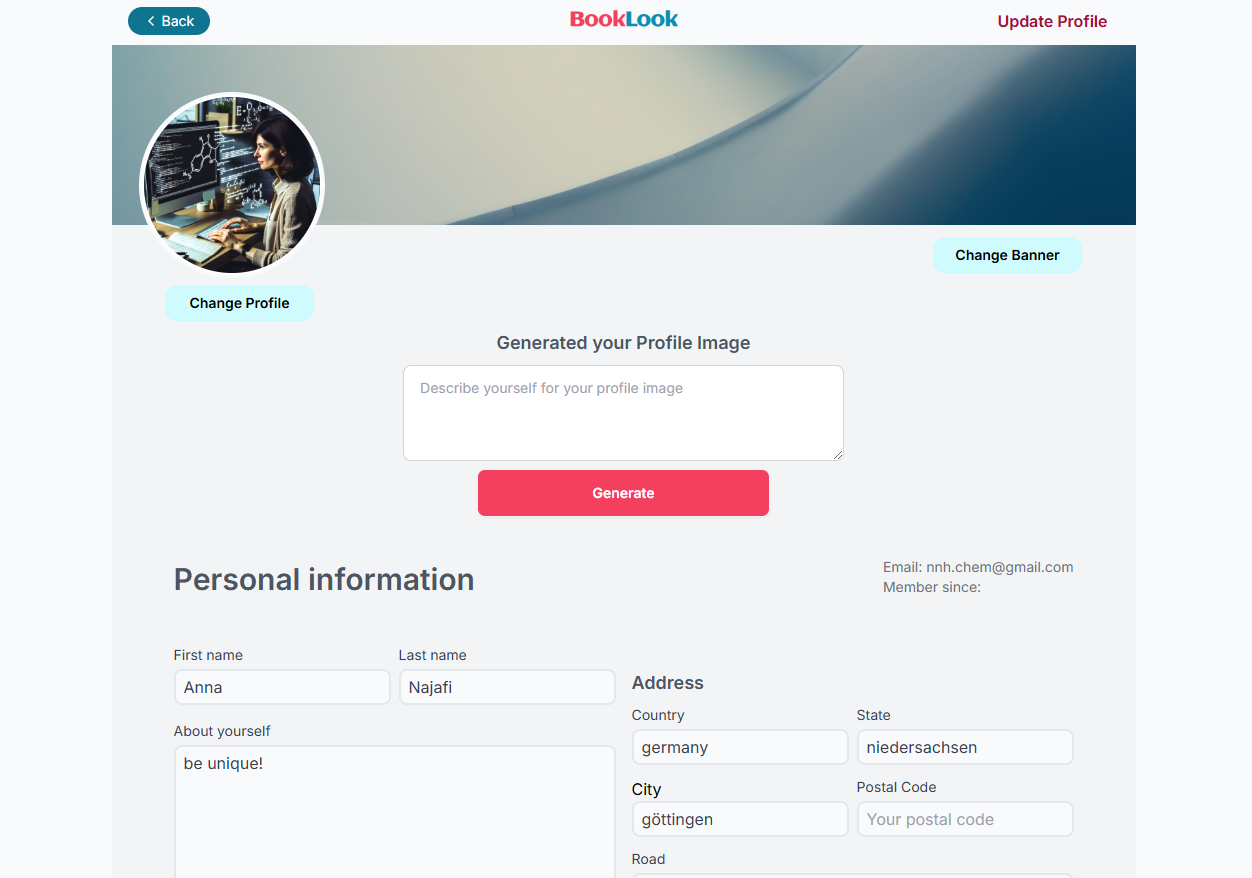 Back
BookLook
Update Profile
Change Banner
Change Profile
Generated your Profile Image
Describe yourself for your profile image
Generate
Personal information
Email: nnh.chem@gmail.com
Member since:
First name
Last name
Anna
Najafi
About yourself
be unique!
Address
Country
State
germany
niedersachsen
City
Postal Code
göttingen
Your postal code
Road